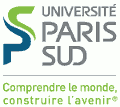 UNIVERSITÉ
PARIS
SUD
Comprendre le monde,
construire l'avenir®